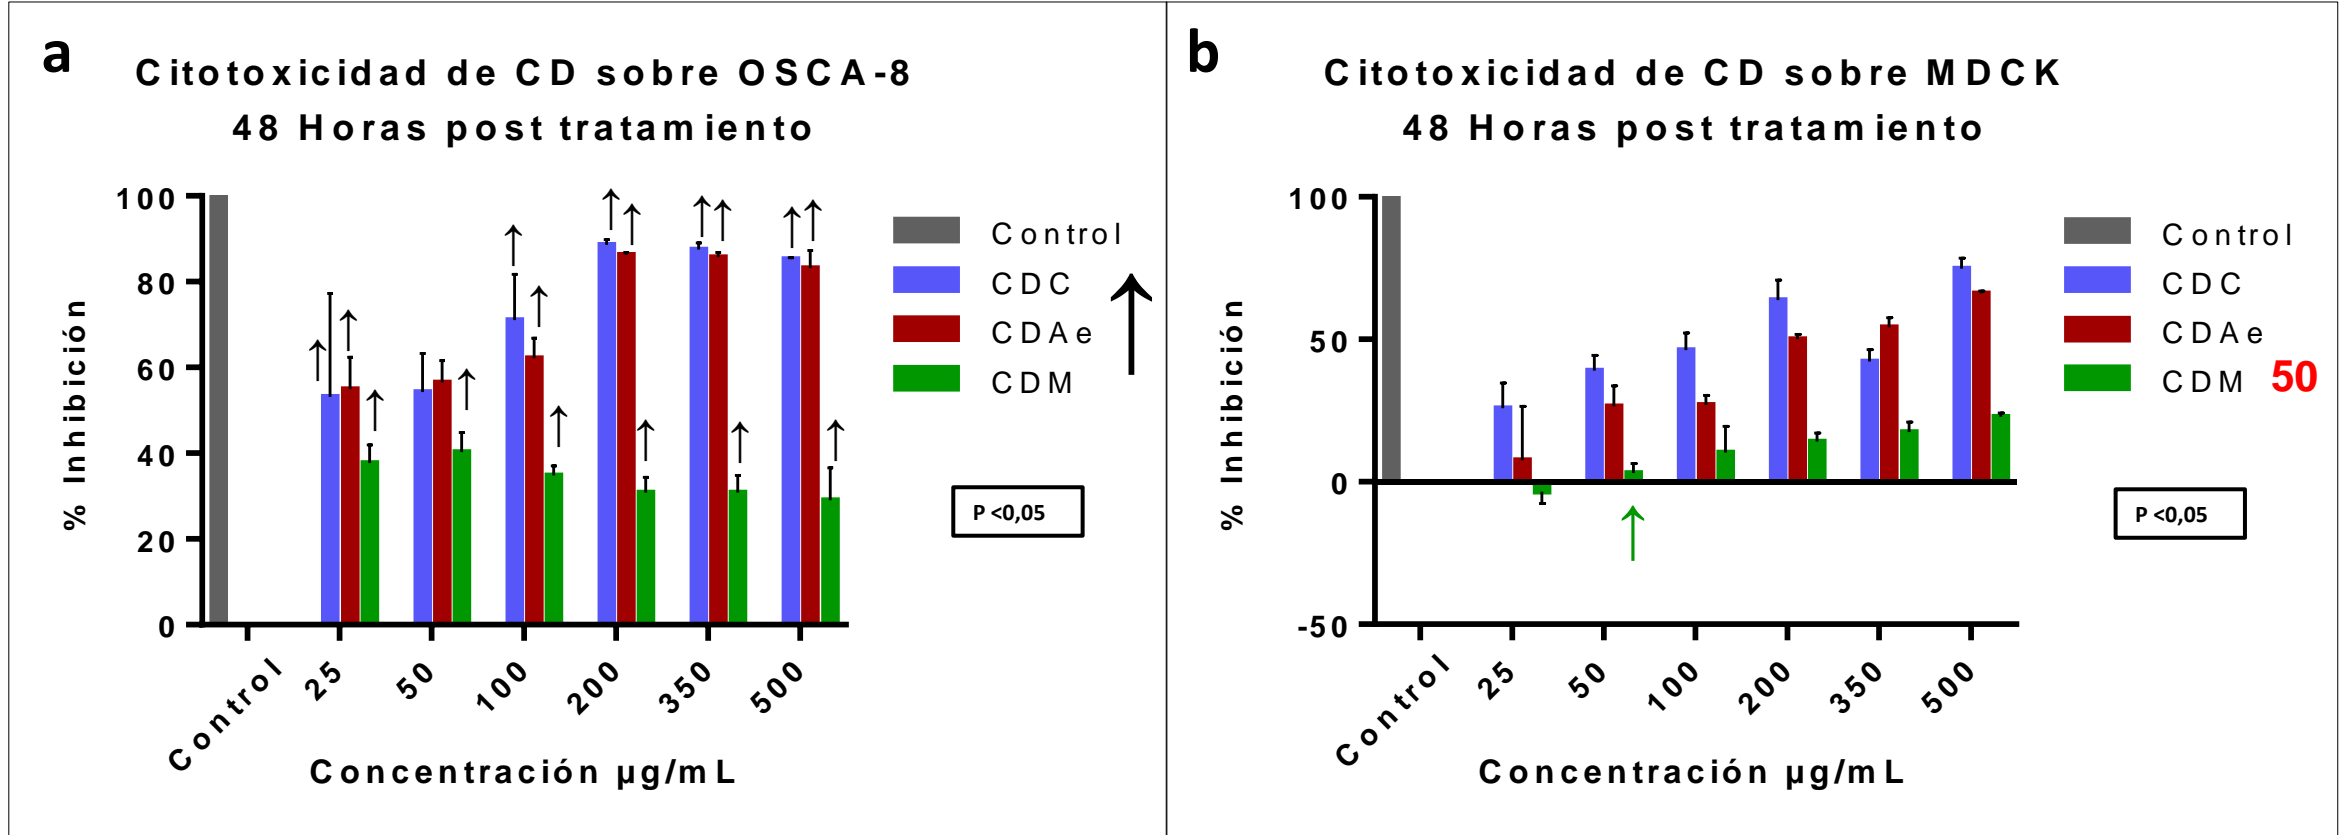 a
Citotoxicidad de CD sobre OSCA-8
48 Horas post tratamiento
% Inhibición
100
80
60
40
20
0
Control
25
50
100
200
350
500
Concentración µg/mL
Control
CDC
CDAe
CDM
P <0,05
b
Citotoxicidad de CD sobre MDCK
48 Horas post tratamiento
% Inhibición
100
50
0
-50
Control
25
50
100
200
350
500
Concentración µg/mL
Control
CDC
CDAe
CDM 50
P <0,05